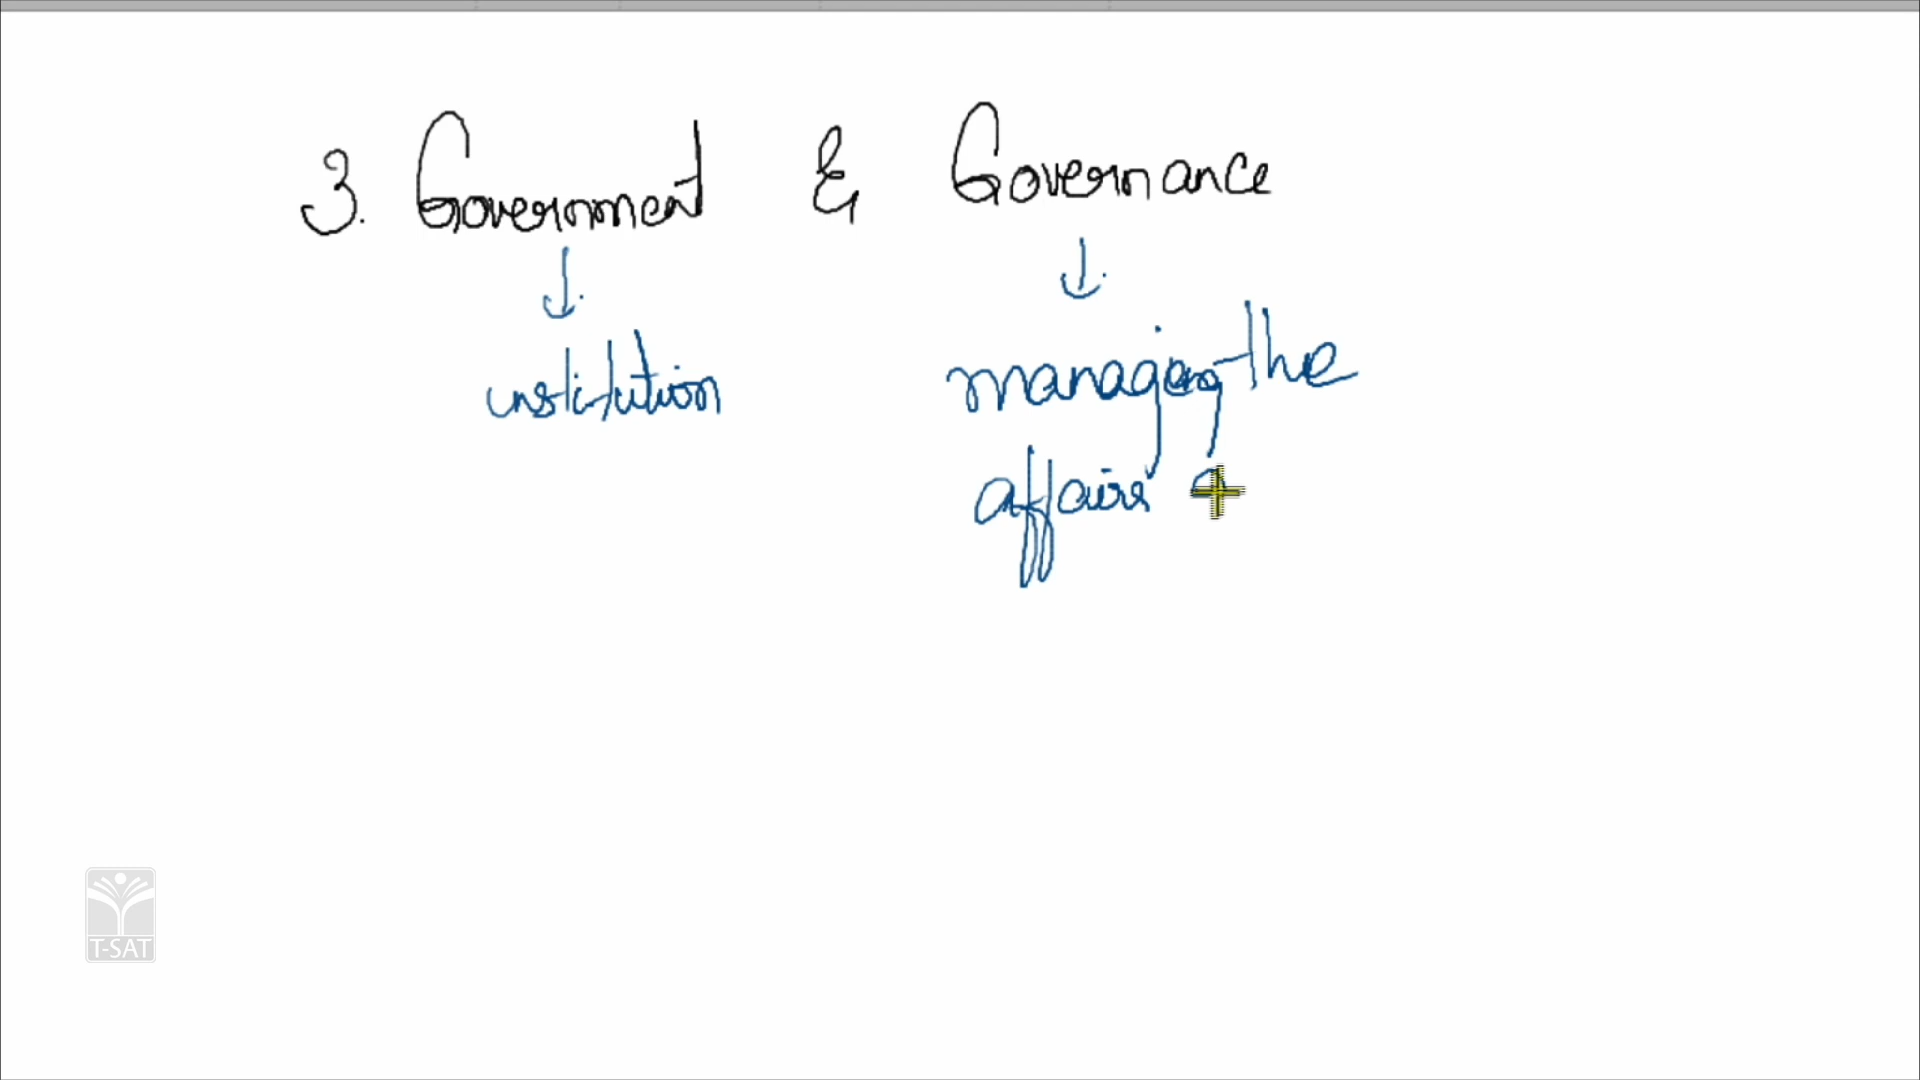 3. Government & Governance
↓ ↓
institution managing the
affairs
T-SAT